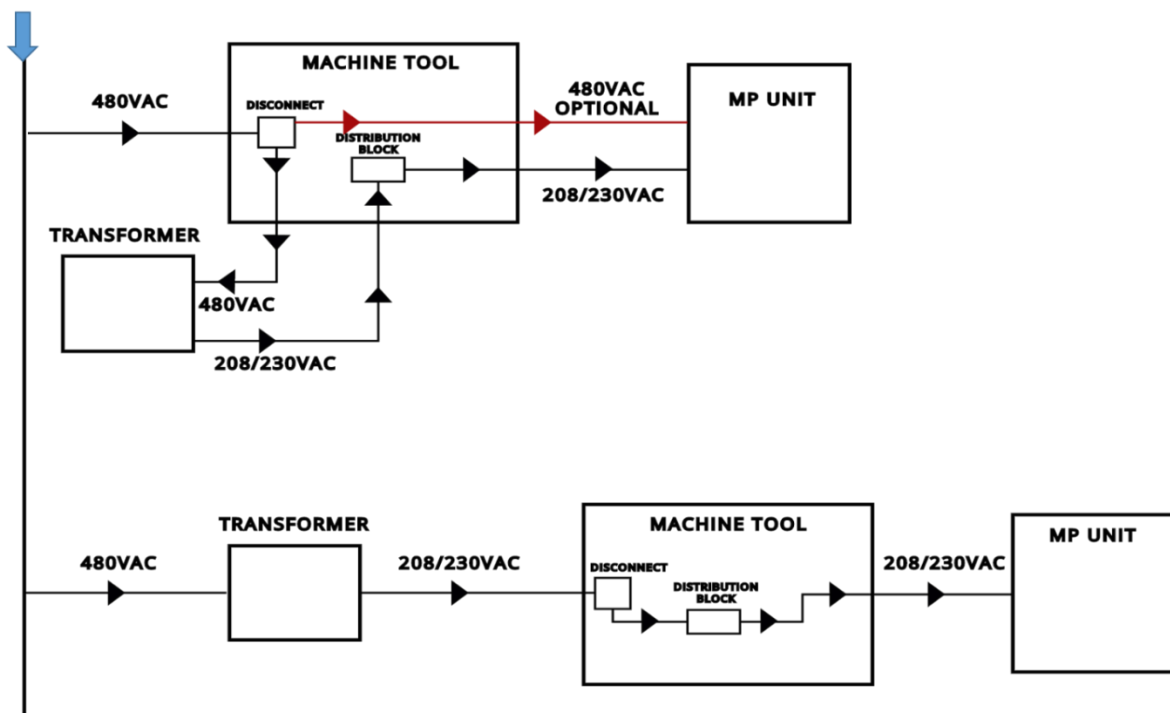 MACHINE TOOL
480VAC
OPTIONAL
MP UNIT
480VAC
DISCONNECT
DISTRIBUTION
BLOCK
208/230VAC
TRANSFORMER
480VAC
208/230VAC
TRANSFORMER
MACHINE TOOL
MP UNIT
480VAC
208/230VAC
208/230VAC
DISCONNECT
DISTRIBUTION
BLOCK